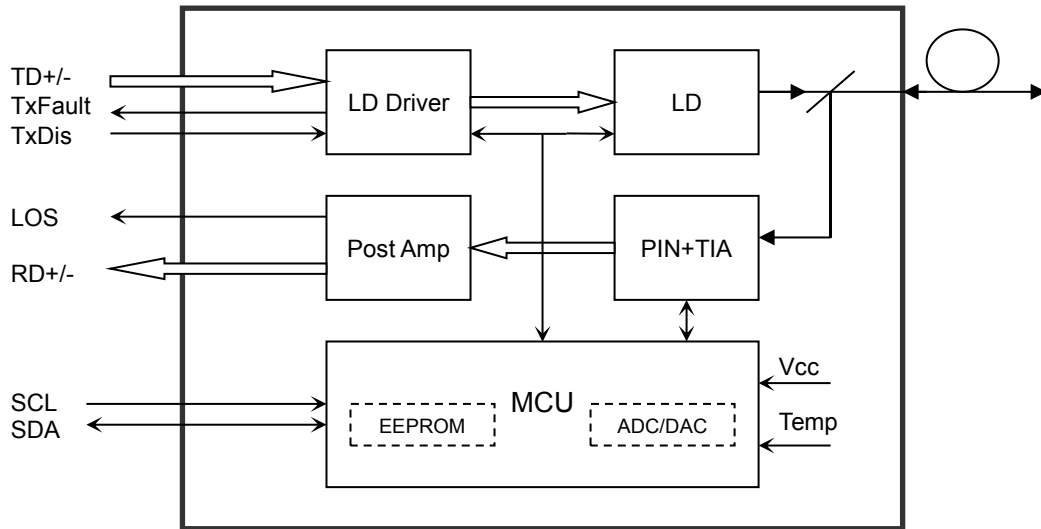 TD+/-
TxFault
TxDis
LD Driver
LD
LOS
RD+/-
Post Amp
PIN+TIA
SCL
SDA
MCU
EEPROM
ADC/DAC
Vcc
Temp